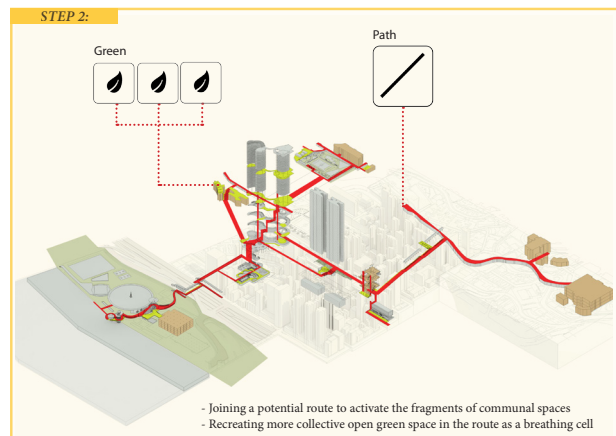 STEP 2:
Green
Path
- Joining a potential route to activate the fragments of communal spaces
- Recreating more collective open green space in the route as a breathing cell